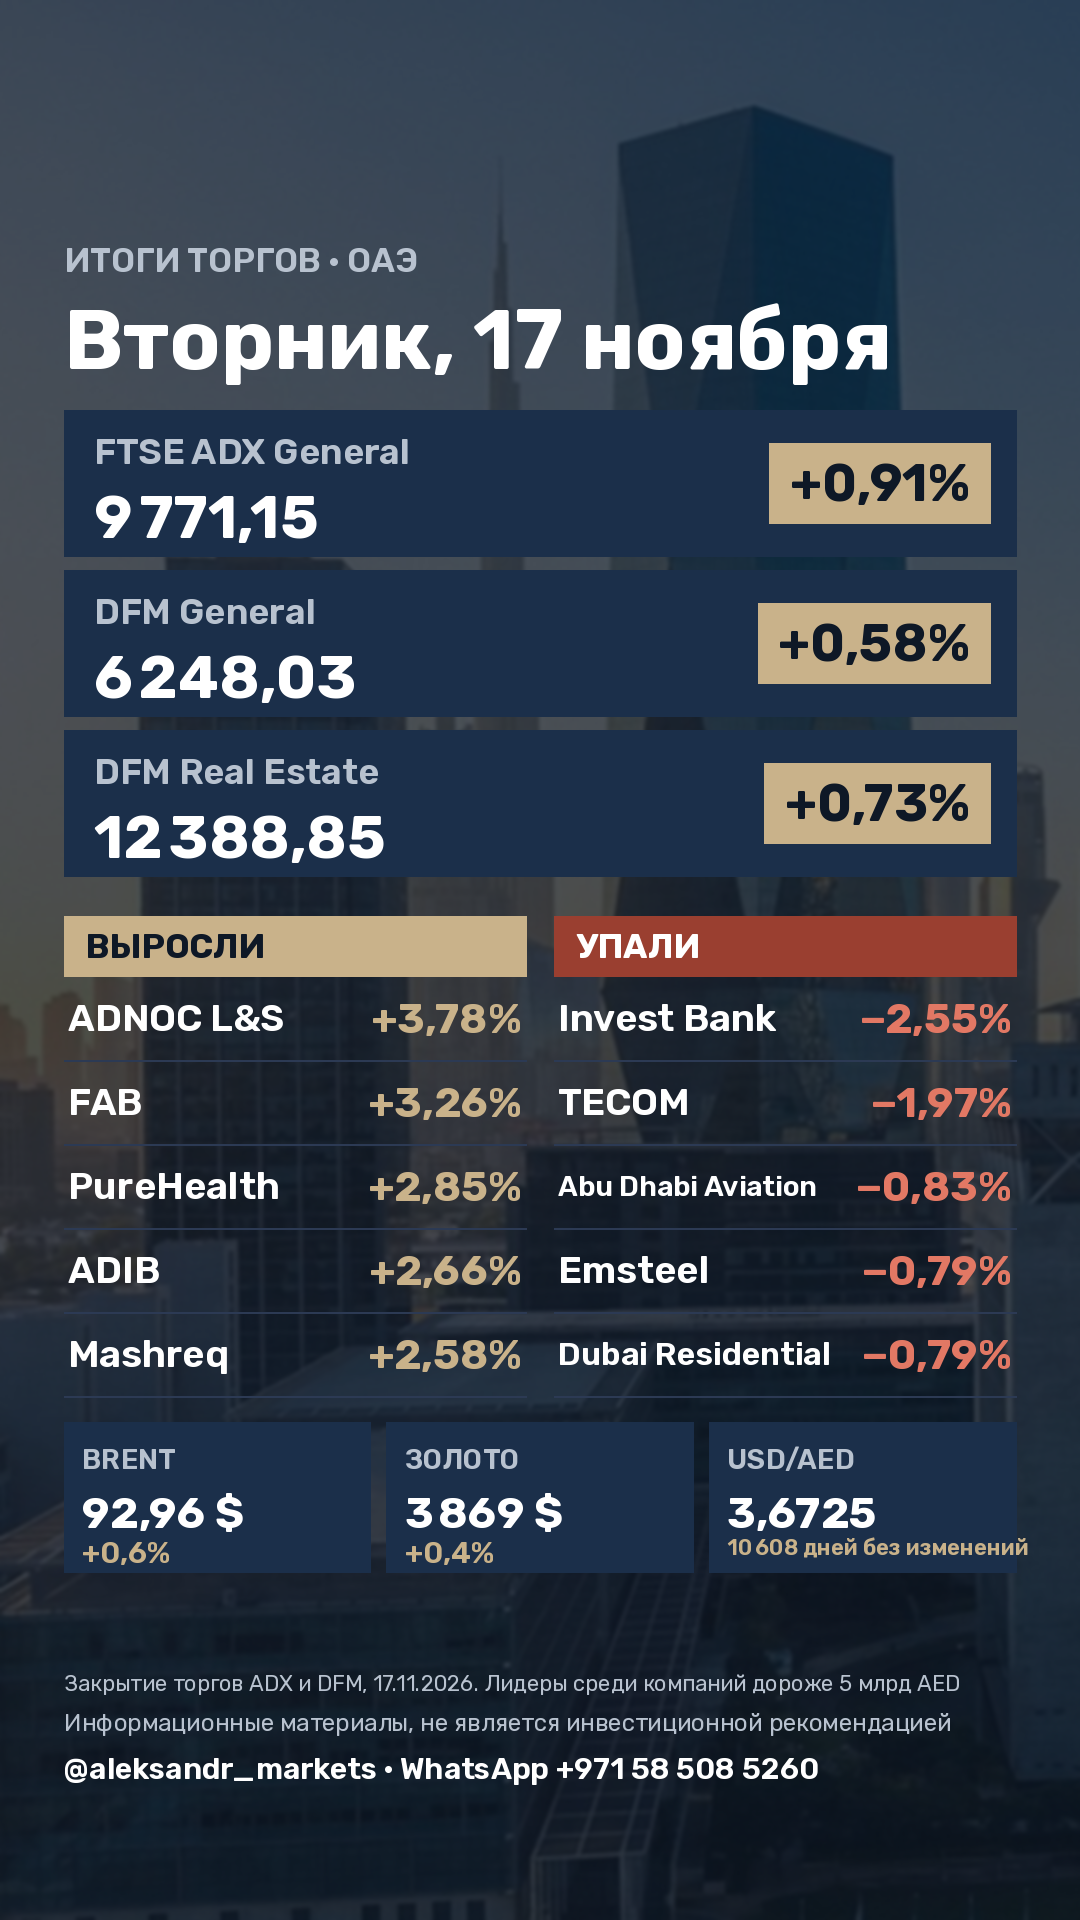 ИТОГИ ТОРГОВ • ОАЭ
Вторник, 17 ноября
FTSE ADX General
9 771,15
+0,91%
DFM General
6 248,03
+0,58%
DFM Real Estate
12 388,85
+0,73%
ВЫРОСЛИ
ADNOC L&S +3,78%
FAB +3,26%
PureHealth +2,85%
ADIB +2,66%
Mashreq +2,58%
УПАЛИ
Invest Bank −2,55%
TECOM −1,97%
Abu Dhabi Aviation −0,83%
Emsteel −0,79%
Dubai Residential −0,79%
BRENT
92,96 $
+0,6%
ЗОЛОТО
3 869 $
+0,4%
USD/AED
3,6725
10 608 дней без изменений
Закрытие торгов ADX и DFM, 17.11.2026. Лидеры среди компаний дороже 5 млрд AED
Информационные материалы, не является инвестиционной рекомендацией
@aleksandr_markets • WhatsApp +971 58 508 5260